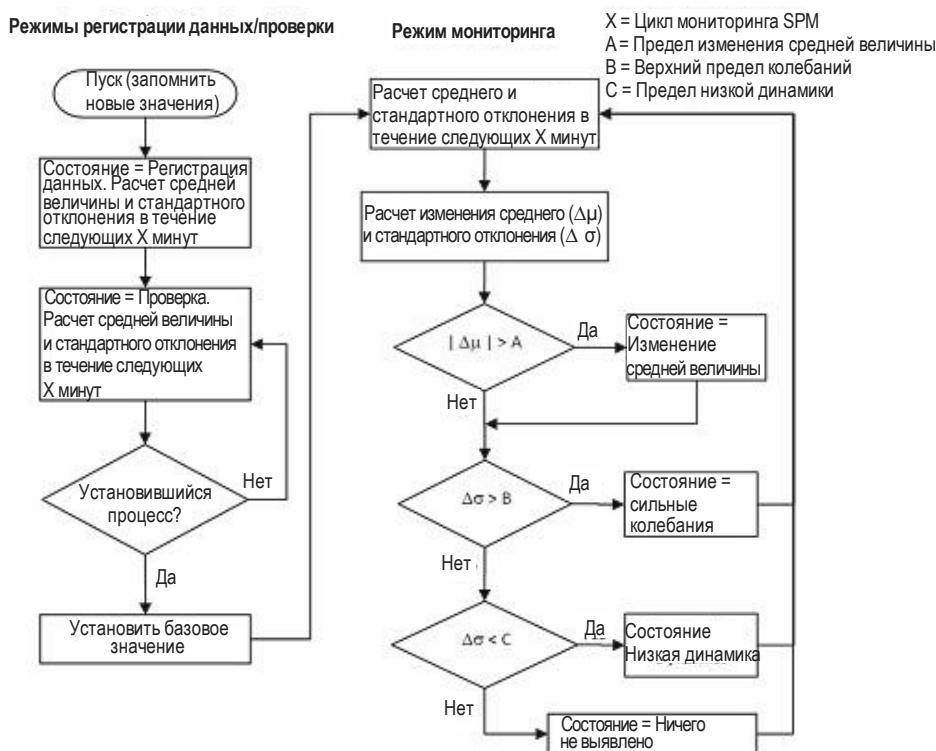 Режимы регистрации данных/проверки
Пуск (запомнить
новые значения)
Состояние = Регистрация
данных. Расчет средней
величины и стандартного
отклонения в течение
следующих X минут
Состояние = Проверка.
Расчет средней величины
и стандартного отклонения
в течение следующих
X минут
Установившийся
процесс?
Нет
Да
Установить базовое
значение
Режим мониторинга
X = Цикл мониторинга SPM
A = Предел изменения средней величины
B = Верхний предел колебаний
C = Предел низкой динамики
Расчет среднего и
стандартного отклонения в
течение следующих X минут
Расчет изменения среднего (Δμ)
и стандартного отклонения (Δ σ)
| Δμ | > A
Да
Состояние =
Изменение
средней величины
Нет
Δσ > B
Да
Состояние =
сильные
колебания
Нет
Δσ < C
Да
Состояние
Низкая динамика
Нет
Состояние = Ничего
не выявлено